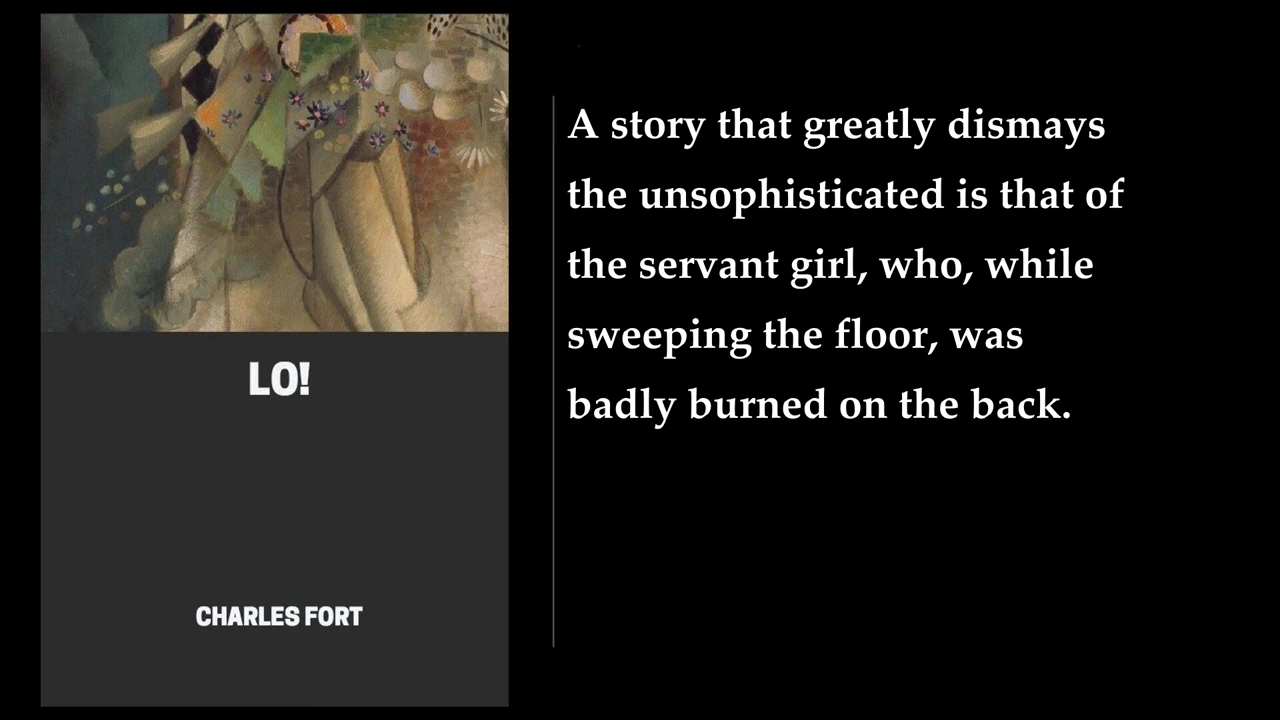 LO!
CHARLES FORT
A story that greatly dismays
the unsophisticated is that of
the servant girl, who, while
sweeping the floor, was
badly burned on the back.